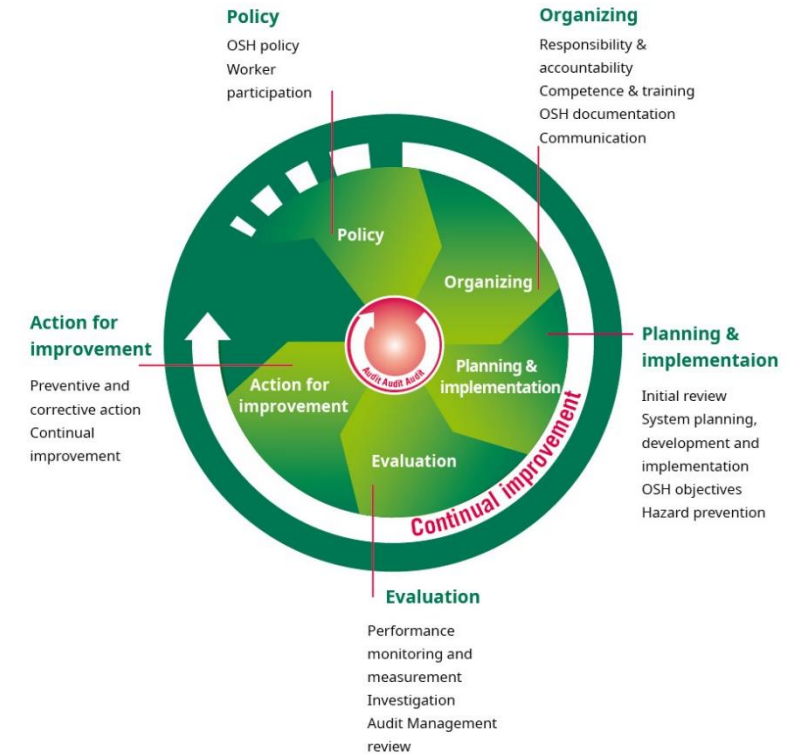 Policy
OSH policy
Worker
participation
Organizing
Responsibility &
accountability
Competence & training
OSH documentation
Communication
Policy
Organizing
Planning &
implementation
Evaluation
Action for
improvement
Audit Audit Audit
Continual improvement
Planning &
implementaion
Initial review
System planning,
development and
implementation
OSH objectives
Hazard prevention
Evaluation
Performance
monitoring and
measurement
Investigation
Audit Management
review
Action for
improvement
Preventive and
corrective action
Continual
improvement